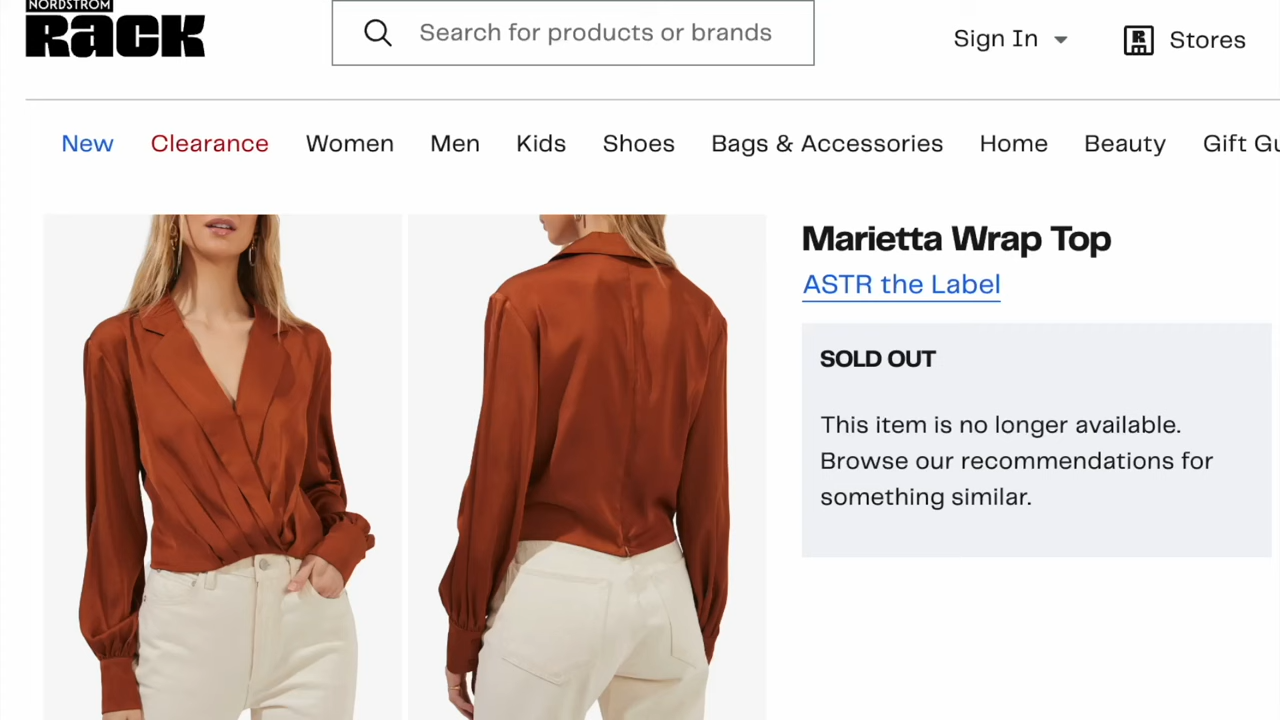 NORDSTROM
Rack
Search for products or brands
Sign In
Stores
New Clearance Women Men Kids Shoes Bags & Accessories Home Beauty Gift Gu
Marietta Wrap Top
ASTR the Label
SOLD OUT
This item is no longer available.
Browse our recommendations for
something similar.